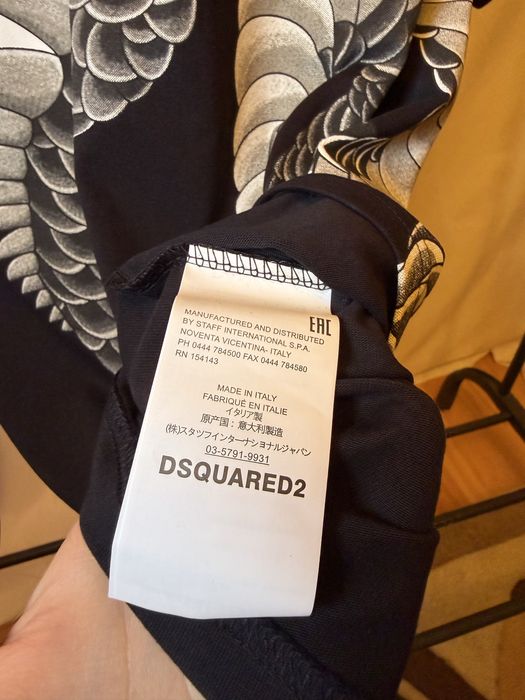 MANUFACTURED AND DISTRIBUTED
BY STAFF INTERNATIONAL S.P.A.
NOVENTA VICENTINA- ITALY
PH 0444 784500 FAX 0444 784580
RN 154143
EAC
MADE IN ITALY
FABRIQUÉ EN ITALIE
イタリア製
原产国：意大利製造
(株)スタッフインターナショナルジャパン
03-5791-9931
DSQUARED2